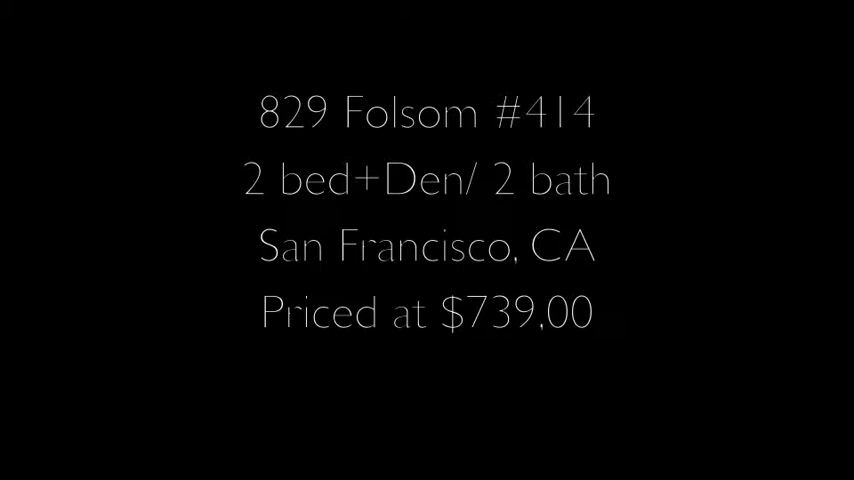 829 Folsom #414
2 bed+Den/ 2 bath
San Francisco, CA
Priced at $739,00